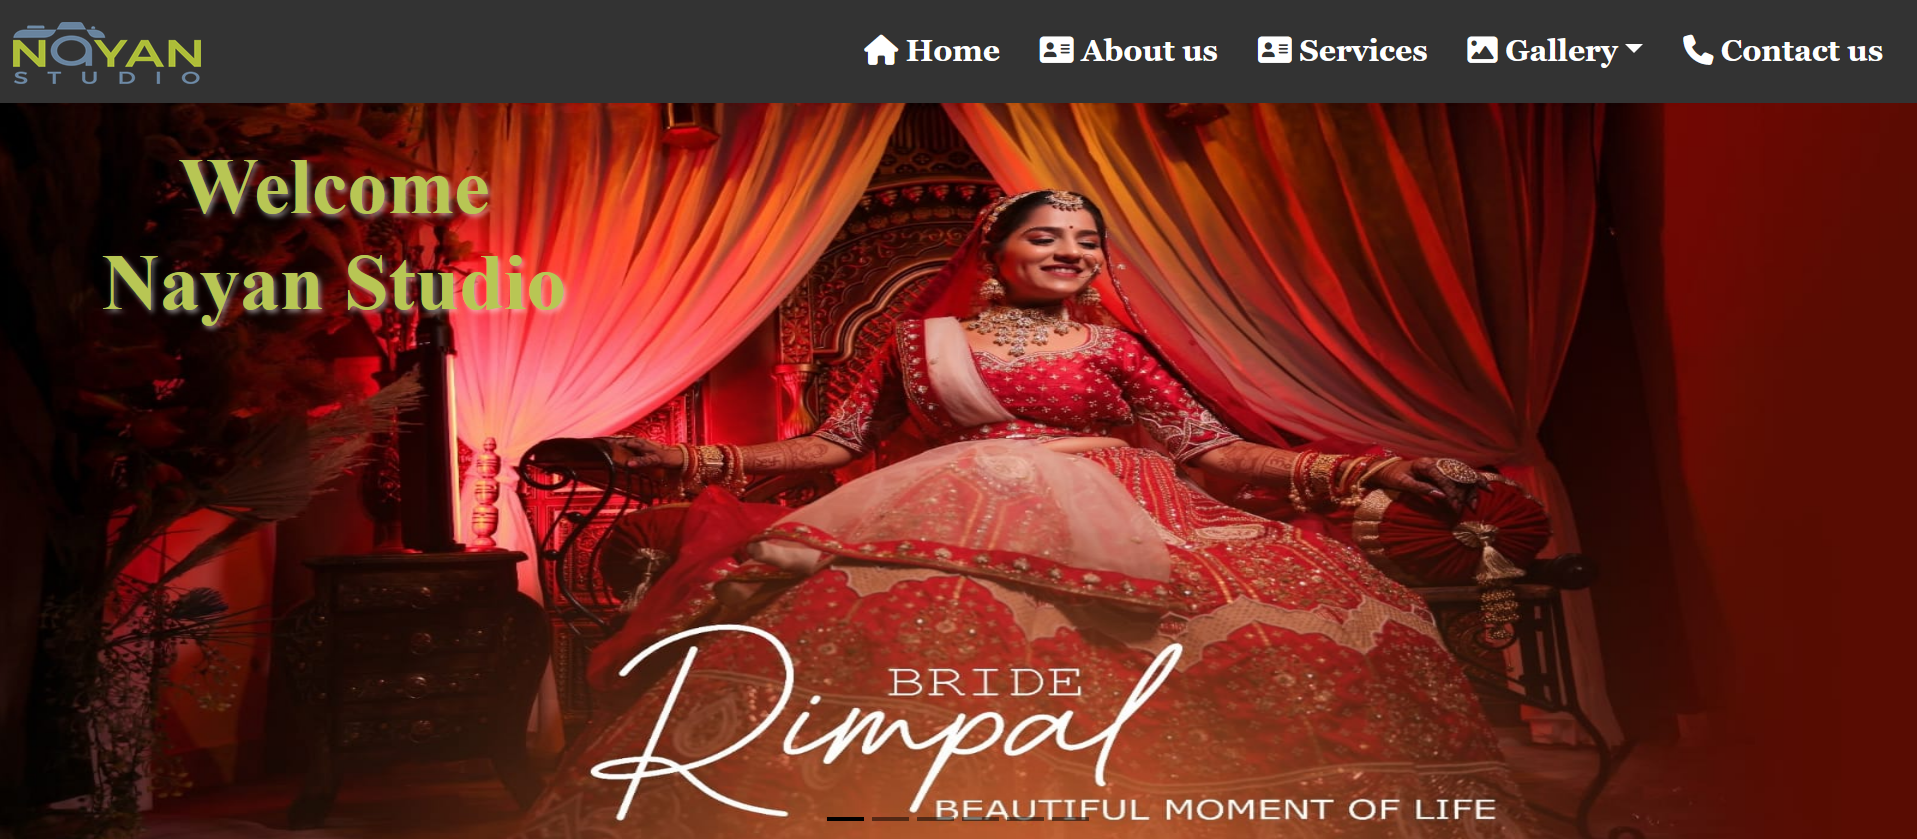 NAYAN
STUDIO
Home About us Services Gallery Contact us
Welcome
Nayan Studio
BRIDE
Rimpal
BEAUTIFUL MOMENT OF LIFE